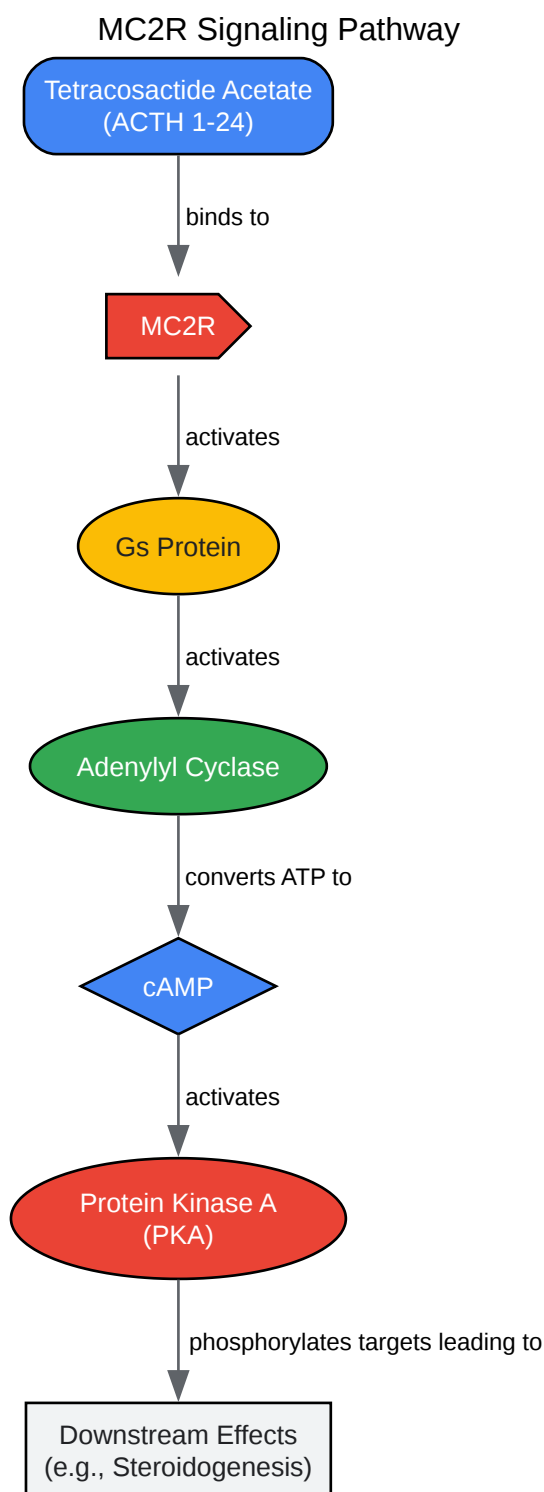 MC2R Signaling Pathway
Tetracosactide Acetate
(ACTH 1-24)
binds to
MC2R
activates
Gs Protein
activates
Adenylyl Cyclase
converts ATP to
cAMP
activates
Protein Kinase A
(PKA)
phosphorylates targets leading to
Downstream Effects
(e.g., Steroidogenesis)